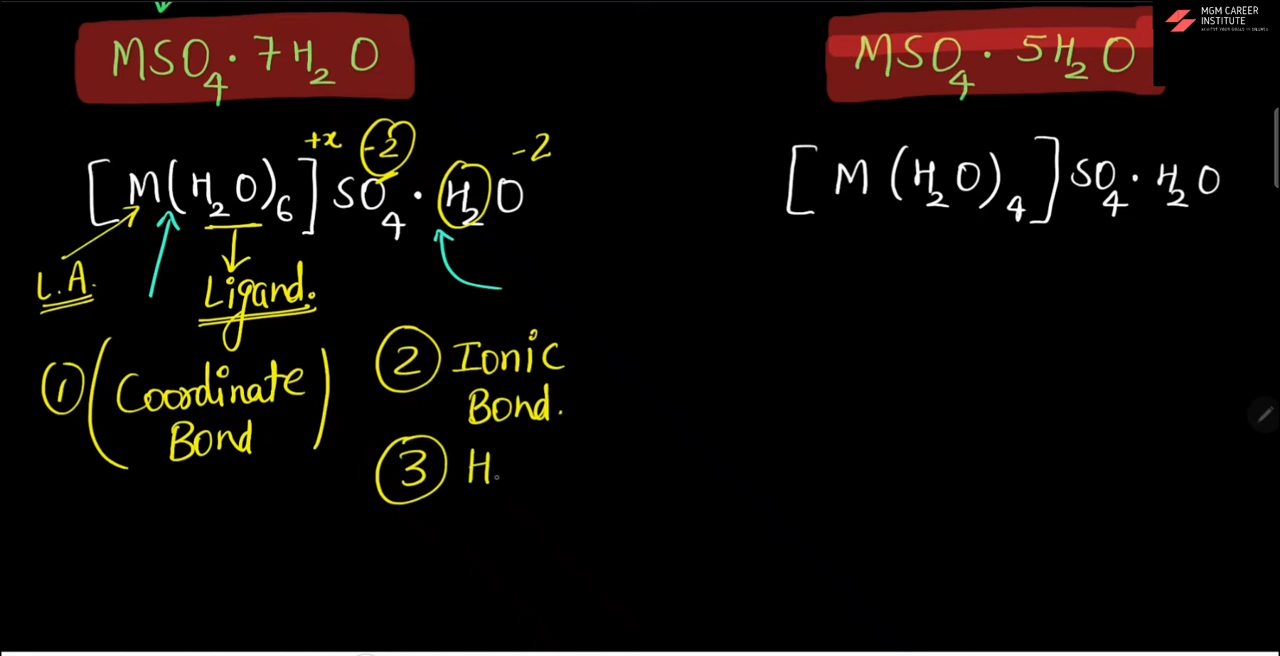 MGM CAREER
INSTITUTE
MSO₄·7H₂O
MSO₄·5H₂O
[M(H₂O)₆]⁺ˣ SO₄⁻²·H₂O⁻²
[M(H₂O)₄]SO₄·H₂O
L.A.
Ligand.
① (Coordinate
Bond)
② Ionic
Bond.
③ H.